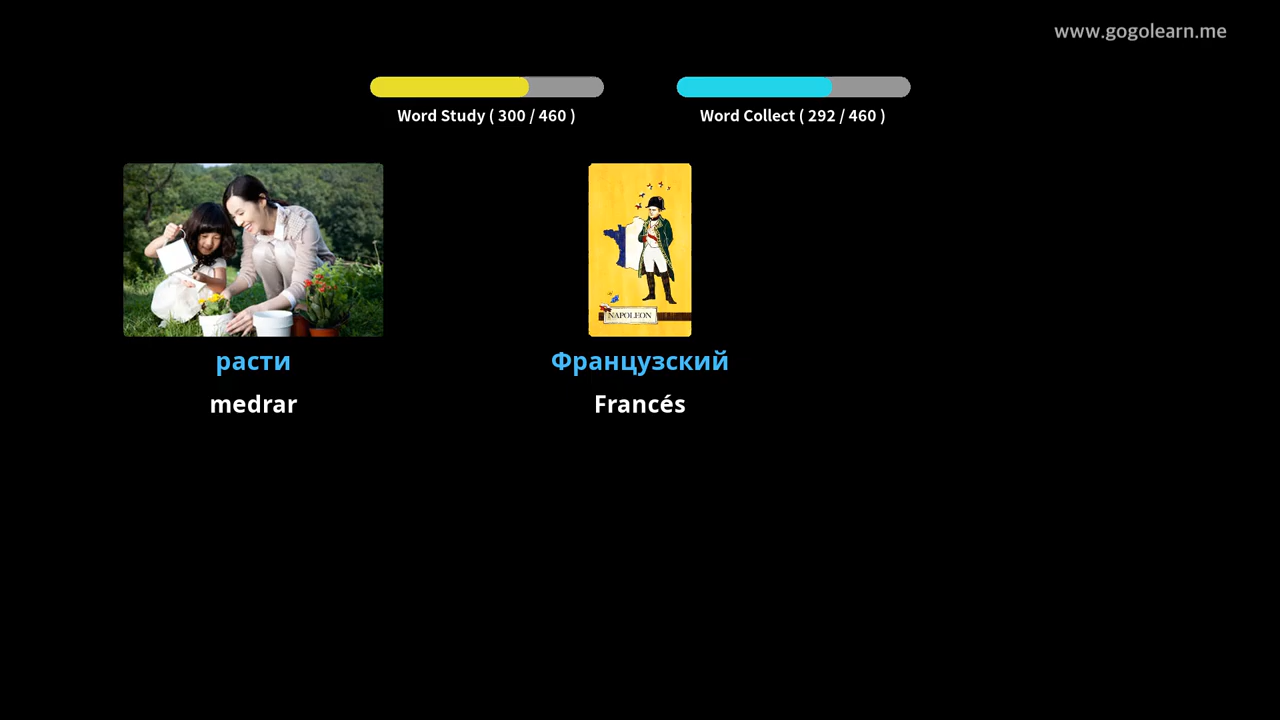 www.gogolearn.me
Word Study ( 300 / 460 )
Word Collect ( 292 / 460 )
NAPOLEON
расти
Французский
medrar
Francés